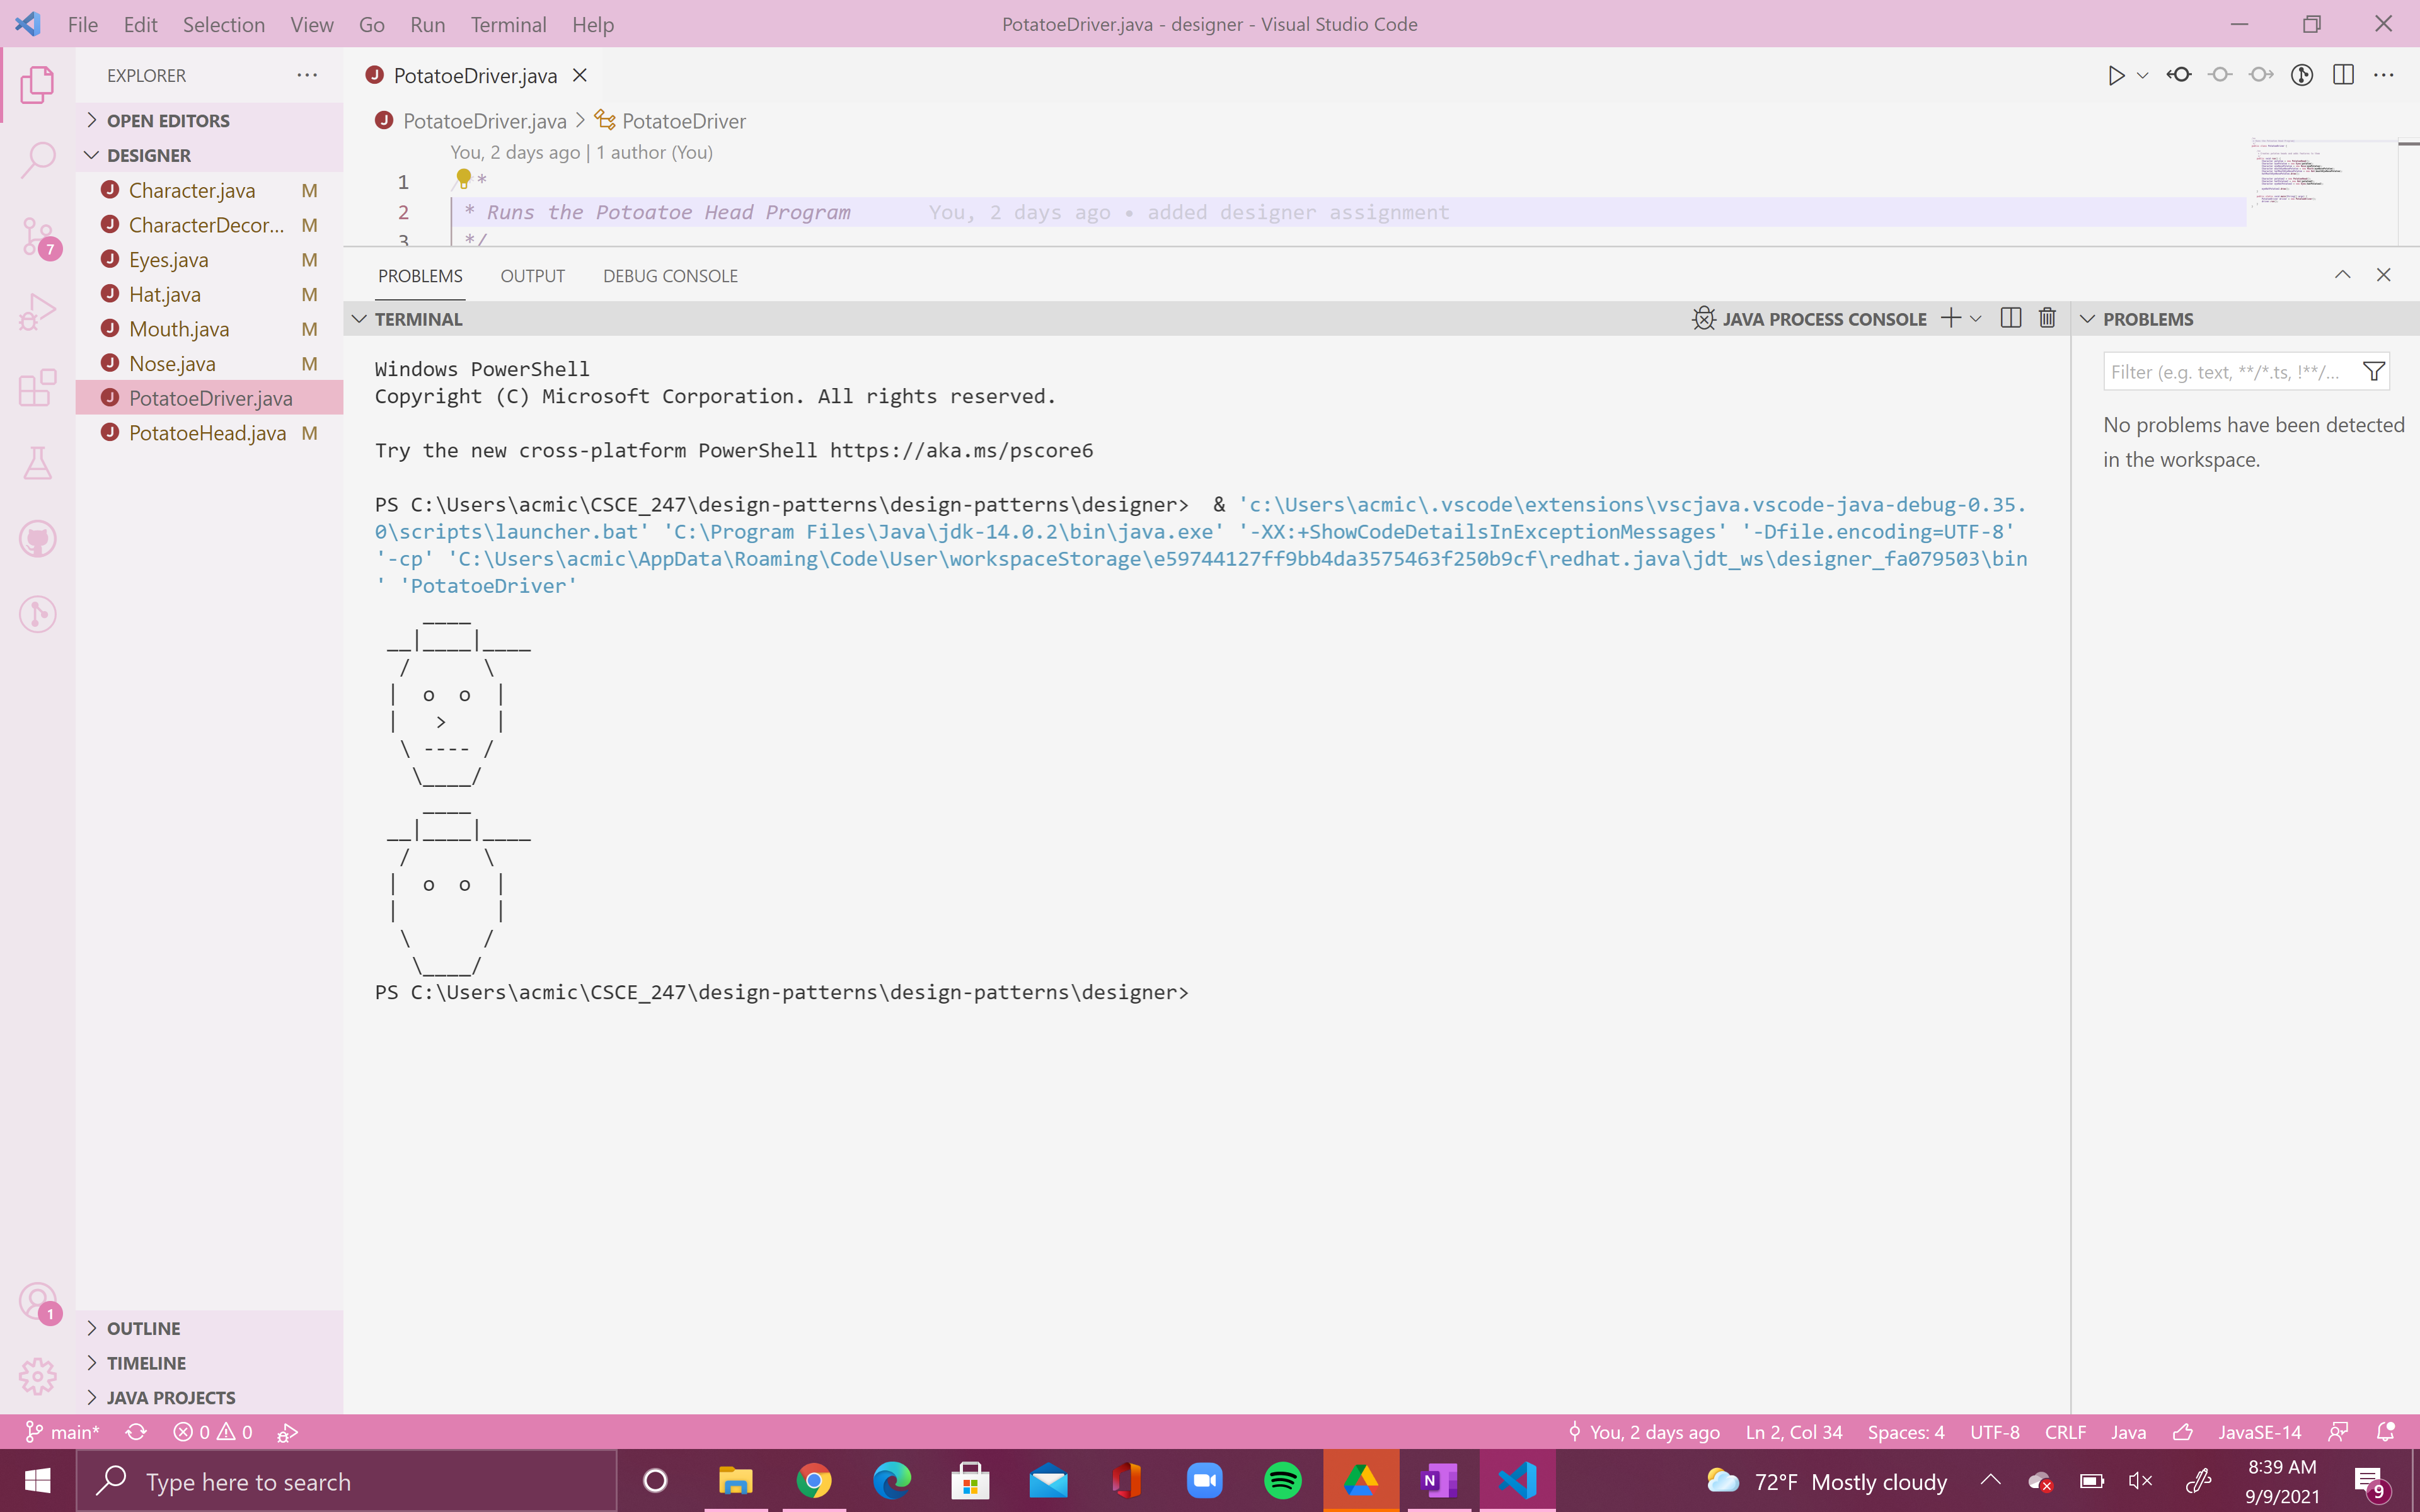 File Edit Selection View Go Run Terminal Help
PotatoeDriver.java - designer - Visual Studio Code
EXPLORER
OPEN EDITORS
DESIGNER
Character.java M
CharacterDecor... M
Eyes.java M
Hat.java M
Mouth.java M
Nose.java M
PotatoeDriver.java
PotatoeHead.java M
7
1
OUTLINE
TIMELINE
JAVA PROJECTS
PotatoeDriver.java
PotatoeDriver.java > PotatoeDriver
You, 2 days ago | 1 author (You)
1 /**
2 * Runs the Potoatoe Head Program You, 2 days ago • added designer assignment
3 */
PROBLEMS OUTPUT DEBUG CONSOLE
TERMINAL
JAVA PROCESS CONSOLE
Windows PowerShell
Copyright (C) Microsoft Corporation. All rights reserved.
Try the new cross-platform PowerShell https://aka.ms/pscore6
PS C:\Users\acmic\CSCE_247\design-patterns\design-patterns\designer>  & 'c:\Users\acmic\.vscode\extensions\vscjava.vscode-java-debug-0.35.
0\scripts\launcher.bat' 'C:\Program Files\Java\jdk-14.0.2\bin\java.exe' '-XX:+ShowCodeDetailsInExceptionMessages' '-Dfile.encoding=UTF-8'
'-cp' 'C:\Users\acmic\AppData\Roaming\Code\User\workspaceStorage\e59744127ff9bb4da3575463f250b9cf\redhat.java\jdt_ws\designer_fa079503\bin
' 'PotatoeDriver'
    ____
 __|____|____
  /      \
 |  o  o  |
 |   >    |
  \ ---- /
   \____/
    ____
 __|____|____
  /      \
 |  o  o  |
 |        |
  \      /
   \____/
PS C:\Users\acmic\CSCE_247\design-patterns\design-patterns\designer>
PROBLEMS
Filter (e.g. text, **/*.ts, !**/...
No problems have been detected
in the workspace.
main* 0 0
You, 2 days ago Ln 2, Col 34 Spaces: 4 UTF-8 CRLF Java JavaSE-14
Type here to search
72°F Mostly cloudy
8:39 AM
9/9/2021
9